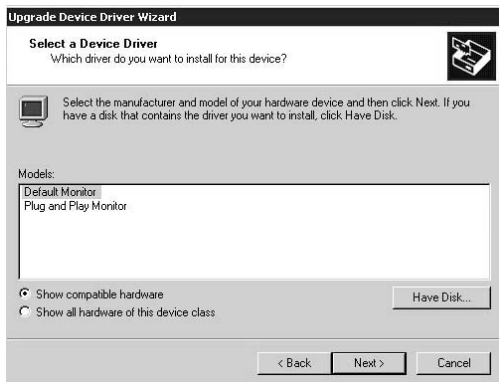 Upgrade Device Driver Wizard
Select a Device Driver
Which driver do you want to install for this device?
Select the manufacturer and model of your hardware device and then click Next. If you
have a disk that contains the driver you want to install, click Have Disk.
Models:
Default Monitor
Plug and Play Monitor
Show compatible hardware
Show all hardware of this device class
Have Disk...
< Back
Next >
Cancel